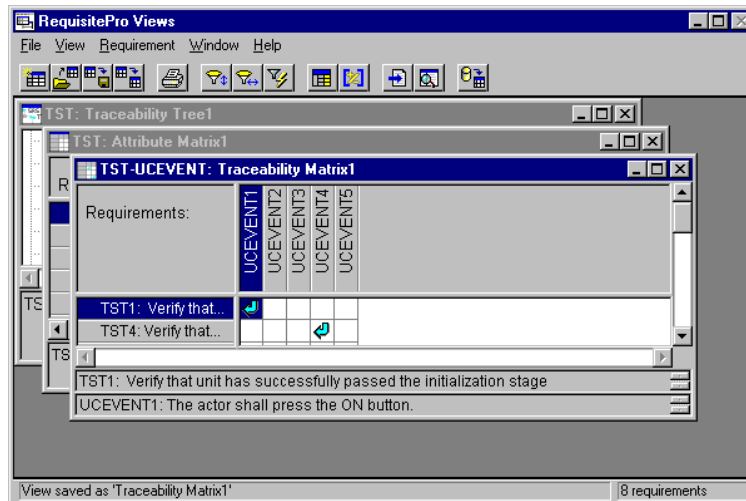 RequisitePro Views
File View Requirement Window Help
TST: Traceability Tree1
TST: Attribute Matrix1
TST-UCEVENT: Traceability Matrix1
R
Requirements:
UCEVENT1
UCEVENT2
UCEVENT3
UCEVENT4
UCEVENT5
TST1: Verify that...
TST4: Verify that...
TS
TS
TST1: Verify that unit has successfully passed the initialization stage
UCEVENT1: The actor shall press the ON button.
View saved as 'Traceability Matrix1'
8 requirements